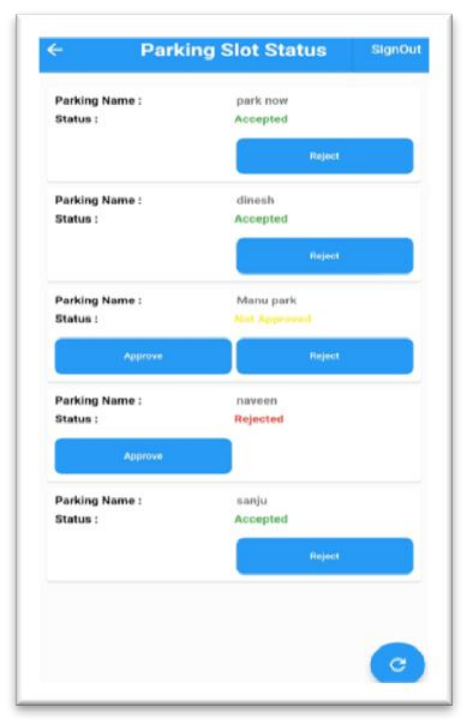 Parking Slot Status SignOut
Parking Name : park now
Status : Accepted
Reject
Parking Name : dinesh
Status : Accepted
Reject
Parking Name : Manu park
Status : Not Approved
Approve Reject
Parking Name : naveen
Status : Rejected
Approve
Parking Name : sanju
Status : Accepted
Reject